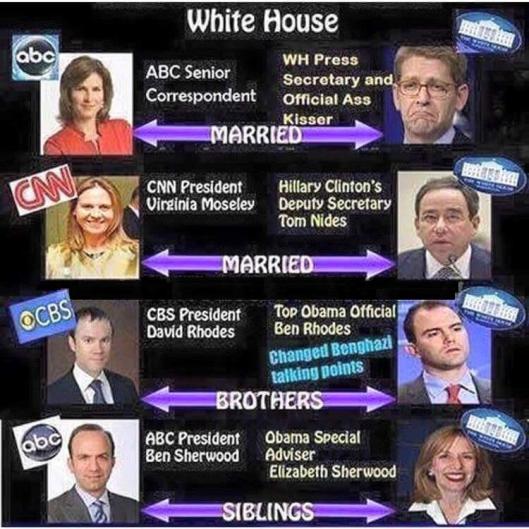 White House
abc
ABC Senior
Correspondent
WH Press
Secretary and
Official Ass
Kisser
MARRIED
CNN
CNN President
Virginia Moseley
Hillary Clinton's
Deputy Secretary
Tom Nides
MARRIED
CBS
CBS President
David Rhodes
Top Obama Official
Ben Rhodes
Changed Benghazi
talking points
BROTHERS
abc
ABC President
Ben Sherwood
Obama Special
Adviser
Elizabeth Sherwood
SIBLINGS